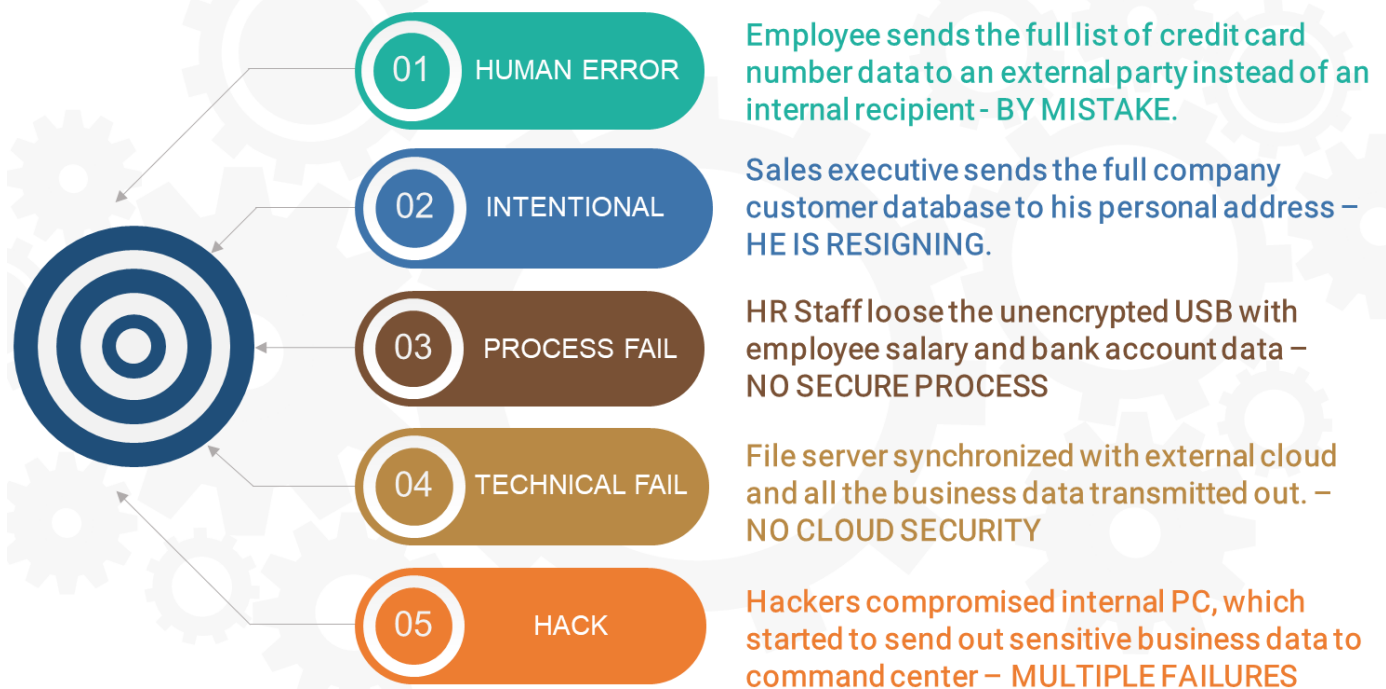 01 HUMAN ERROR
Employee sends the full list of credit card
number data to an external party instead of an
internal recipient - BY MISTAKE.
02 INTENTIONAL
Sales executive sends the full company
customer database to his personal address –
HE IS RESIGNING.
03 PROCESS FAIL
HR Staff loose the unencrypted USB with
employee salary and bank account data –
NO SECURE PROCESS
04 TECHNICAL FAIL
File server synchronized with external cloud
and all the business data transmitted out. –
NO CLOUD SECURITY
05 HACK
Hackers compromised internal PC, which
started to send out sensitive business data to
command center – MULTIPLE FAILURES